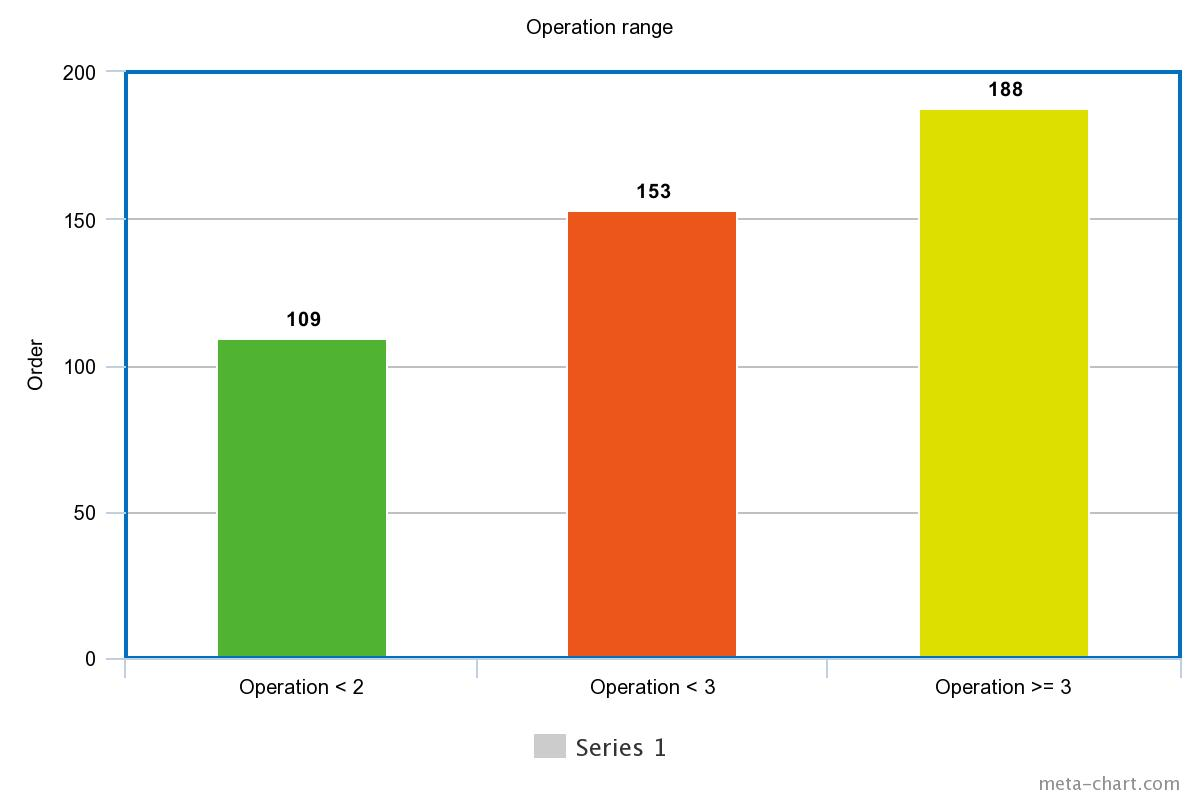 Operation range
200
188
153
150
109
100
Order
50
0
Operation < 2
Operation < 3
Operation >= 3
Series 1
meta-chart.com